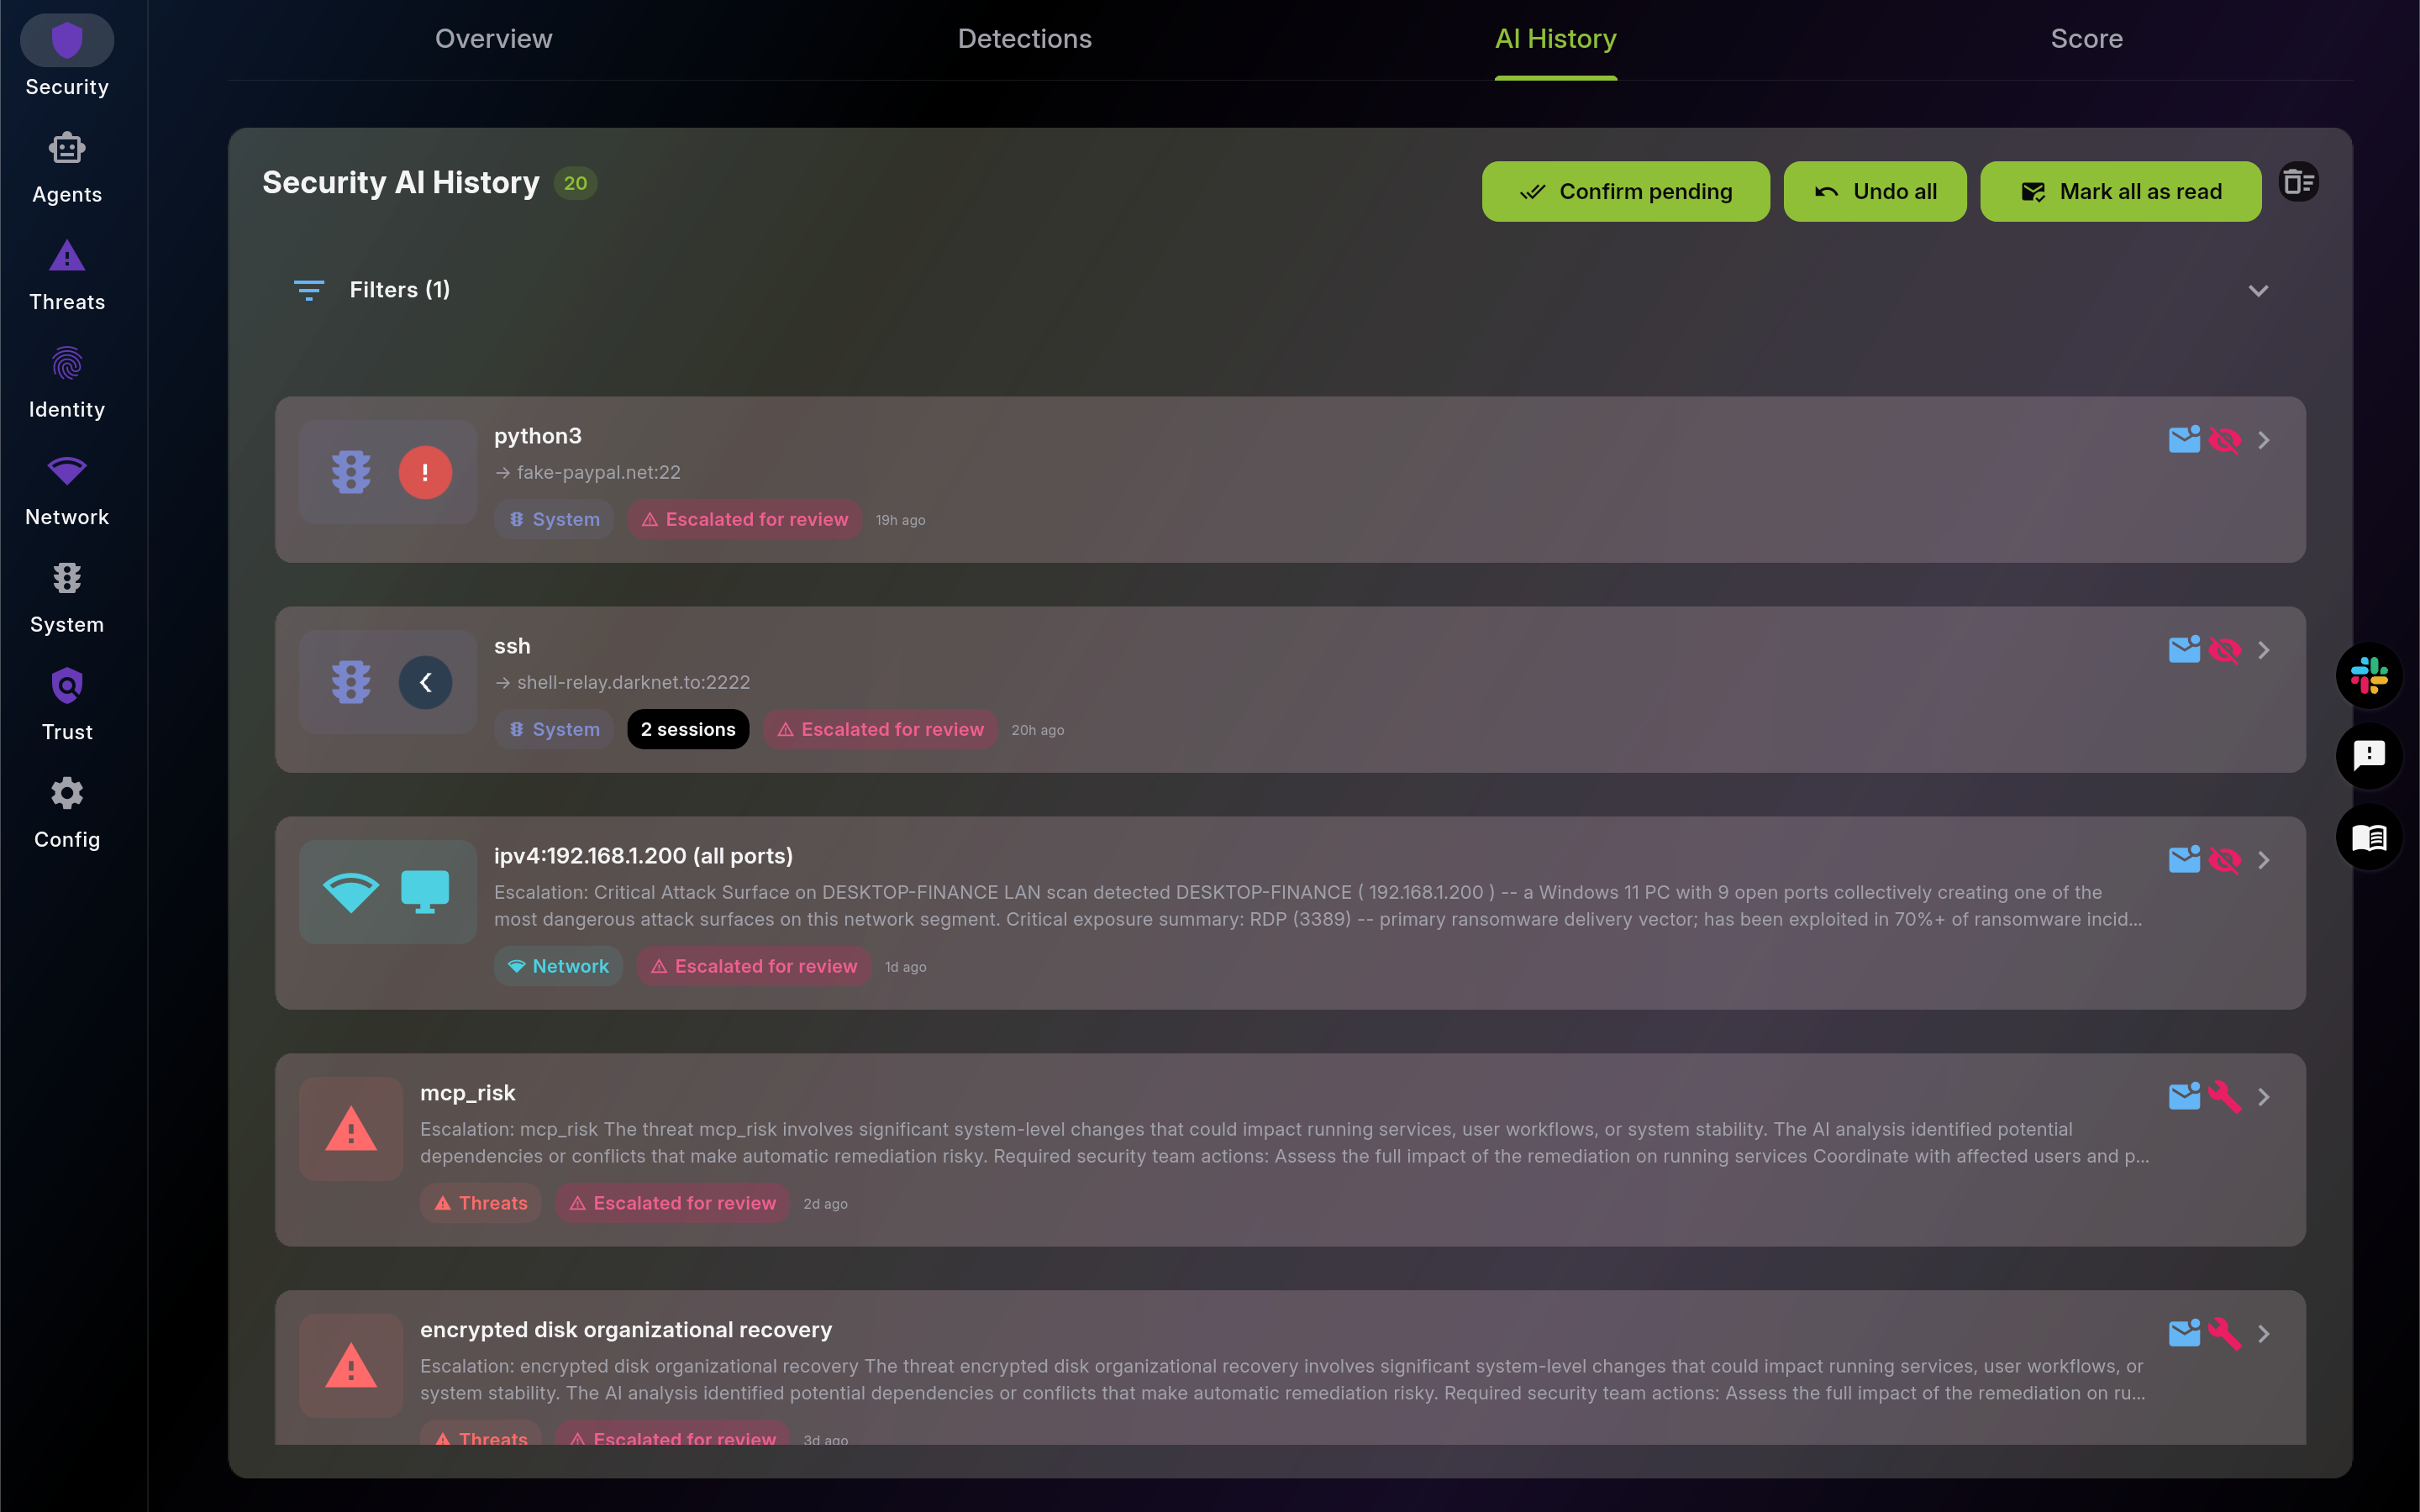 Overview
Detections
AI History
Score
Security
Agents
Threats
Identity
Network
System
Trust
Config
Security AI History 20
Confirm pending
Undo all
Mark all as read
Filters (1)
python3
→ fake-paypal.net:22
System
Escalated for review
19h ago
ssh
→ shell-relay.darknet.to:2222
System
2 sessions
Escalated for review
20h ago
ipv4:192.168.1.200 (all ports)
Escalation: Critical Attack Surface on DESKTOP-FINANCE LAN scan detected DESKTOP-FINANCE ( 192.168.1.200 ) -- a Windows 11 PC with 9 open ports collectively creating one of the
most dangerous attack surfaces on this network segment. Critical exposure summary: RDP (3389) -- primary ransomware delivery vector; has been exploited in 70%+ of ransomware incid...
Network
Escalated for review
1d ago
mcp_risk
Escalation: mcp_risk The threat mcp_risk involves significant system-level changes that could impact running services, user workflows, or system stability. The AI analysis identified potential
dependencies or conflicts that make automatic remediation risky. Required security team actions: Assess the full impact of the remediation on running services Coordinate with affected users and p...
Threats
Escalated for review
2d ago
encrypted disk organizational recovery
Escalation: encrypted disk organizational recovery The threat encrypted disk organizational recovery involves significant system-level changes that could impact running services, user workflows, or
system stability. The AI analysis identified potential dependencies or conflicts that make automatic remediation risky. Required security team actions: Assess the full impact of the remediation on ru...
Threats
Escalated for review
3d ago